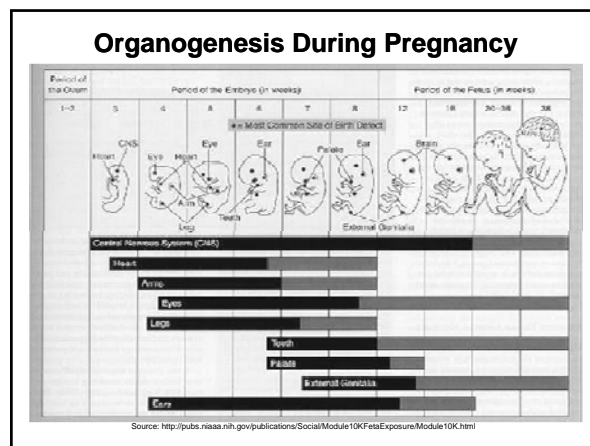 Organogenesis During Pregnancy
Period of the Ovum
Period of the Embryo (in weeks)
Period of the Fetus (in weeks)
1-2 3 4 5 6 7 8 12 16 20-36 38
• = Most Common Site of Birth Defect
CNS
Heart
Eye Heart
Arm
Leg
Eye
Ear
Teeth
Palate
Ear
External Genitalia
Brain
Central Nervous System (CNS)
Heart
Arms
Eyes
Legs
Teeth
Palate
External Genitalia
Ears
Source: http://pubs.niaaa.nih.gov/publications/Social/Module10KFetaExposure/Module10K.html